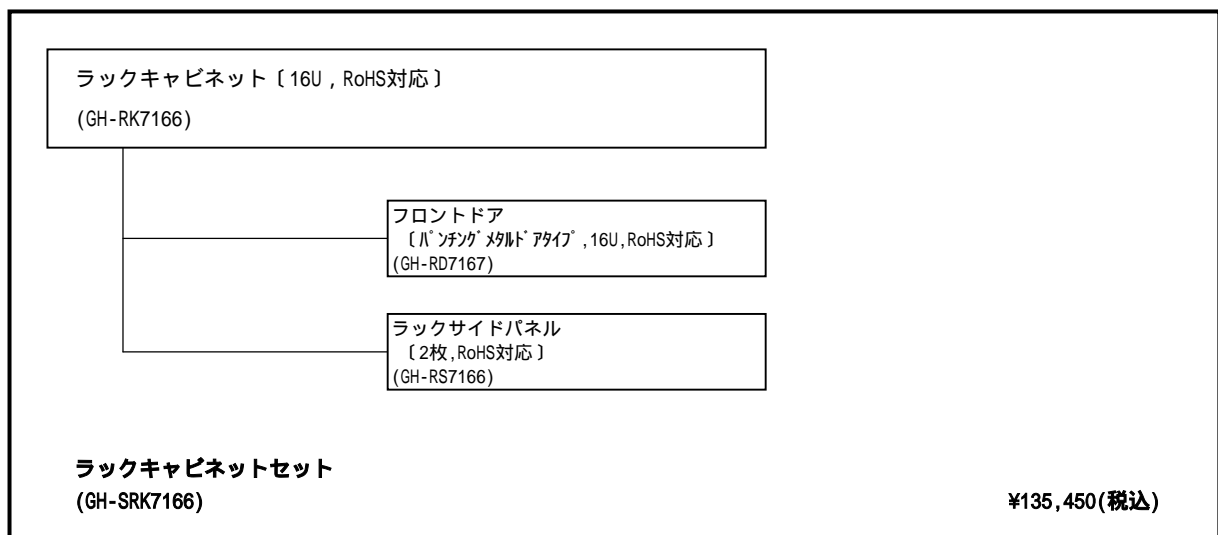 ラックキャビネット〔16U，RoHS対応〕
(GH-RK7166)
フロントドア
〔ﾊﾟﾝﾁﾝｸﾞﾒﾀﾙﾄﾞｱﾀｲﾌﾟ,16U,RoHS対応〕
(GH-RD7167)
ラックサイドパネル
〔2枚,RoHS対応〕
(GH-RS7166)
ラックキャビネットセット
(GH-SRK7166) ¥135,450(税込)